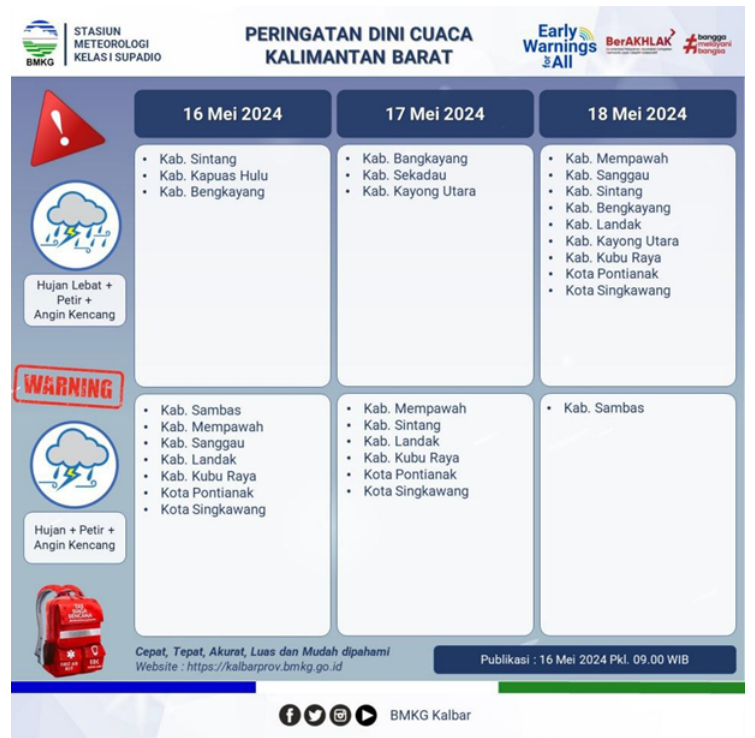 BMKG
STASIUN
METEOROLOGI
KELAS I SUPADIO
PERINGATAN DINI CUACA
KALIMANTAN BARAT
Early
Warnings
for
All
BerAKHLAK
#bangga
melayani
bangsa
16 Mei 2024
17 Mei 2024
18 Mei 2024
Hujan Lebat +
Petir +
Angin Kencang
• Kab. Sintang
• Kab. Kapuas Hulu
• Kab. Bengkayang
• Kab. Bangkayang
• Kab. Sekadau
• Kab. Kayong Utara
• Kab. Mempawah
• Kab. Sanggau
• Kab. Sintang
• Kab. Bengkayang
• Kab. Landak
• Kab. Kayong Utara
• Kab. Kubu Raya
• Kota Pontianak
• Kota Singkawang
WARNING
Hujan + Petir +
Angin Kencang
• Kab. Sambas
• Kab. Mempawah
• Kab. Sanggau
• Kab. Landak
• Kab. Kubu Raya
• Kota Pontianak
• Kota Singkawang
• Kab. Mempawah
• Kab. Sintang
• Kab. Landak
• Kab. Kubu Raya
• Kota Pontianak
• Kota Singkawang
• Kab. Sambas
TAS
SIAGA
BENCANA
FIRST AID
KIT
Cepat, Tepat, Akurat, Luas dan Mudah dipahami
Website : https://kalbarprov.bmkg.go.id
Publikasi : 16 Mei 2024 Pkl. 09.00 WIB
BMKG Kalbar